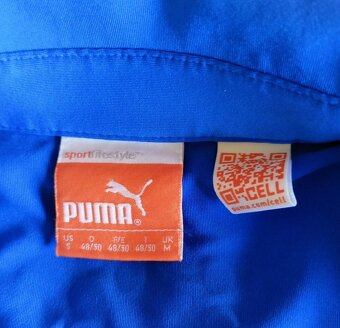 sportlifestyle
PUMA
US D F/E I UK
S 48/50 48/50 48/50 M
CELL
puma.com/cell